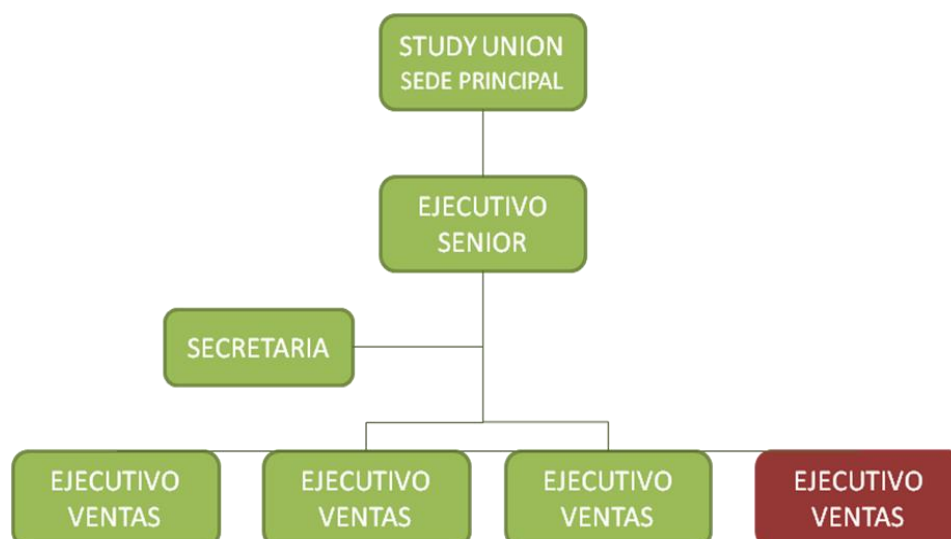 STUDY UNION
SEDE PRINCIPAL
EJECUTIVO
SENIOR
SECRETARIA
EJECUTIVO
VENTAS
EJECUTIVO
VENTAS
EJECUTIVO
VENTAS
EJECUTIVO
VENTAS